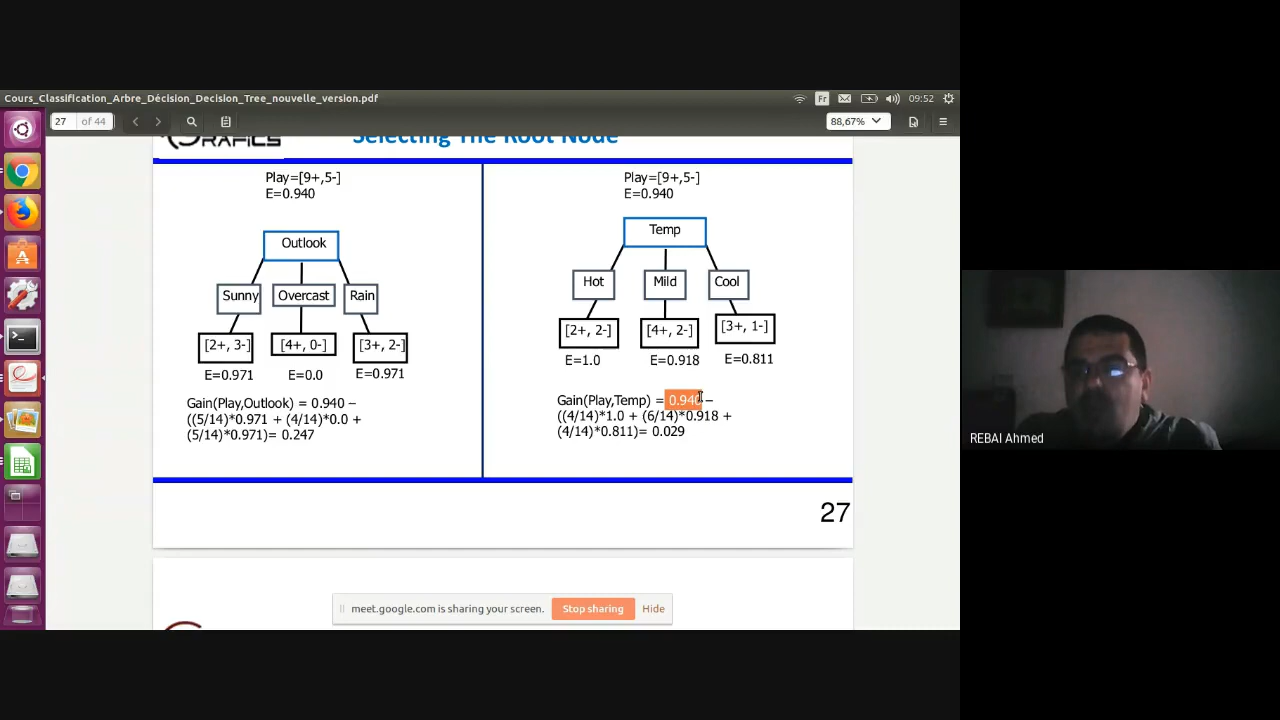 Cours_Classification_Arbre_Décision_Decision_Tree_nouvelle_version.pdf
Fr
09:52
27 of 44
88,67%
Selecting The Root Node
Play=[9+,5-]
E=0.940
Outlook
Sunny
Overcast
Rain
[2+, 3-]
[4+, 0-]
[3+, 2-]
E=0.971
E=0.0
E=0.971
Gain(Play,Outlook) = 0.940 –
((5/14)*0.971 + (4/14)*0.0 +
(5/14)*0.971)= 0.247
Play=[9+,5-]
E=0.940
Temp
Hot
Mild
Cool
[2+, 2-]
[4+, 2-]
[3+, 1-]
E=1.0
E=0.918
E=0.811
Gain(Play,Temp) = 0.940 –
((4/14)*1.0 + (6/14)*0.918 +
(4/14)*0.811)= 0.029
27
meet.google.com is sharing your screen.
Stop sharing
Hide
REBAI Ahmed